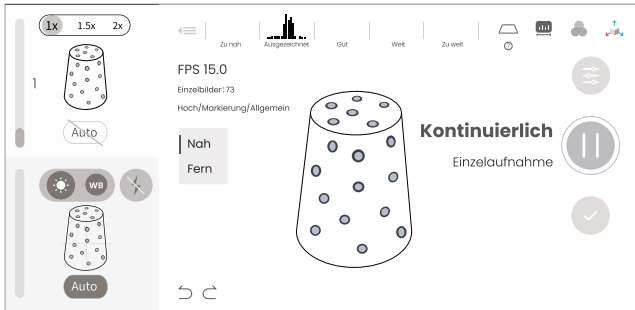 1x 1.5x 2x
1
Auto
WB
Auto
Zu nah Ausgezeichnet Gut Weit Zu weit
FPS 15.0
Einzelbilder: 73
Hoch/Markierung/Allgemein
Nah
Fern
Kontinuierlich
Einzelaufnahme